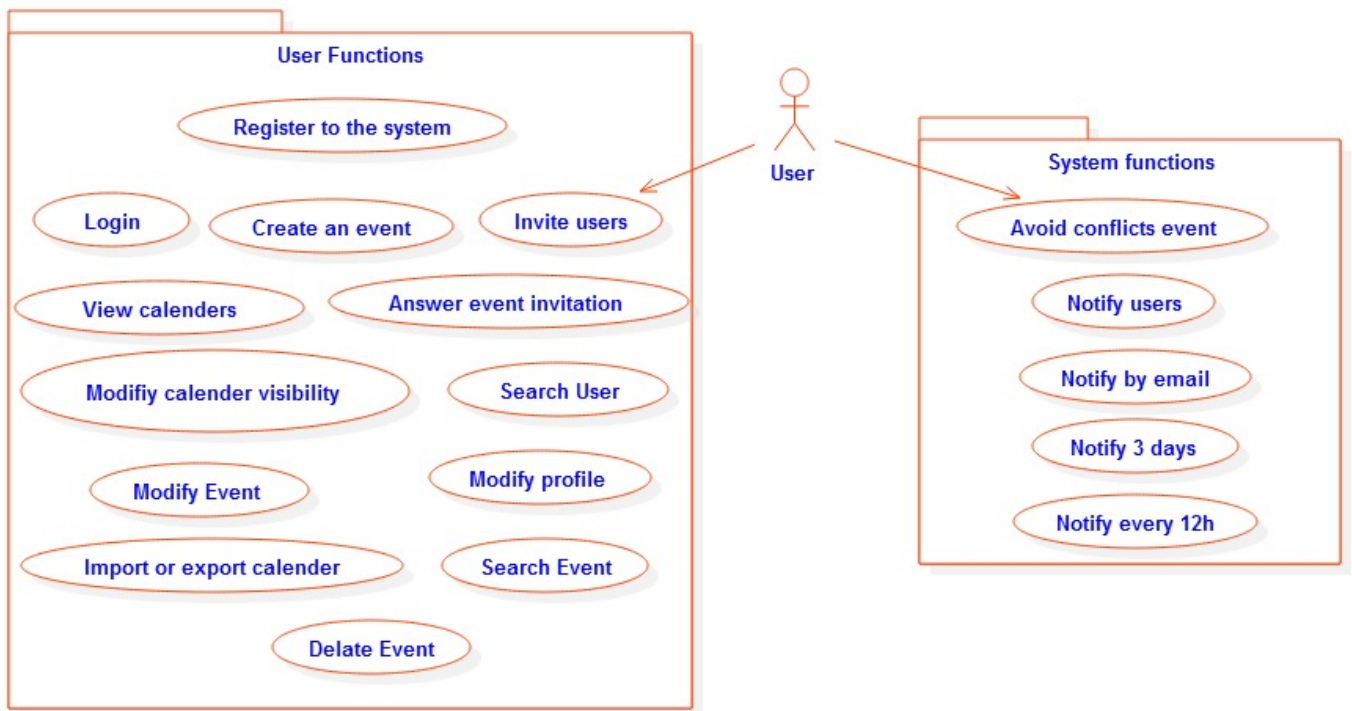 User Functions
Register to the system
Login
Create an event
Invite users
View calenders
Answer event invitation
Modifiy calender visibility
Search User
Modify Event
Modify profile
Import or export calender
Search Event
Delate Event
User
System functions
Avoid conflicts event
Notify users
Notify by email
Notify 3 days
Notify every 12h